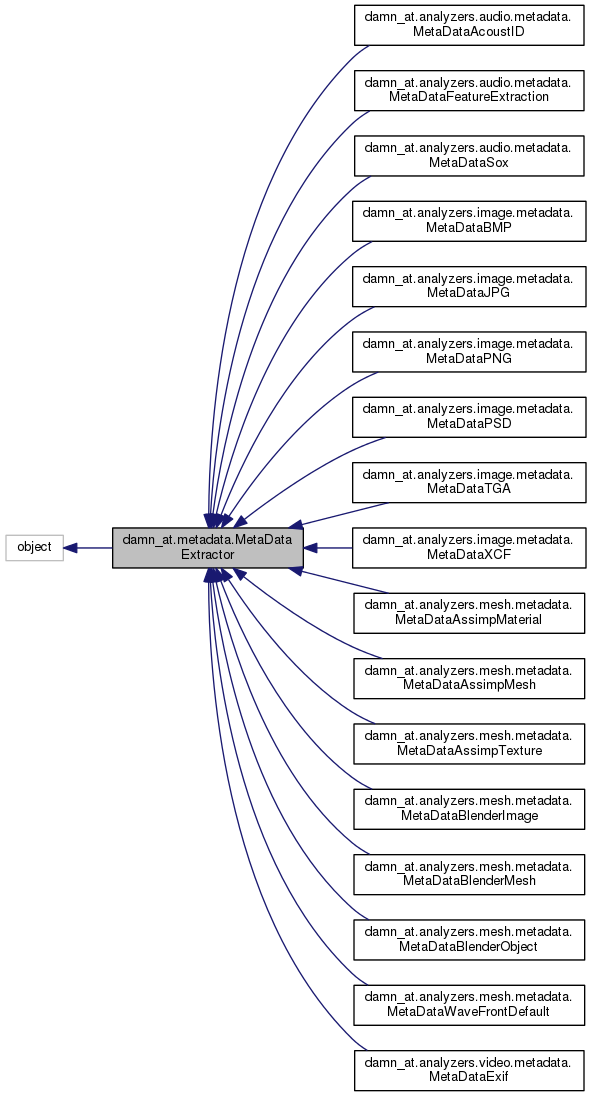 damn_at.analyzers.audio.metadata.
MetaDataAcoustID
damn_at.analyzers.audio.metadata.
MetaDataFeatureExtraction
damn_at.analyzers.audio.metadata.
MetaDataSox
damn_at.analyzers.image.metadata.
MetaDataBMP
damn_at.analyzers.image.metadata.
MetaDataJPG
damn_at.analyzers.image.metadata.
MetaDataPNG
damn_at.analyzers.image.metadata.
MetaDataPSD
damn_at.analyzers.image.metadata.
MetaDataTGA
object
damn_at.metadata.MetaData
Extractor
damn_at.analyzers.image.metadata.
MetaDataXCF
damn_at.analyzers.mesh.metadata.
MetaDataAssimpMaterial
damn_at.analyzers.mesh.metadata.
MetaDataAssimpMesh
damn_at.analyzers.mesh.metadata.
MetaDataAssimpTexture
damn_at.analyzers.mesh.metadata.
MetaDataBlenderImage
damn_at.analyzers.mesh.metadata.
MetaDataBlenderMesh
damn_at.analyzers.mesh.metadata.
MetaDataBlenderObject
damn_at.analyzers.mesh.metadata.
MetaDataWaveFrontDefault
damn_at.analyzers.video.metadata.
MetaDataExif